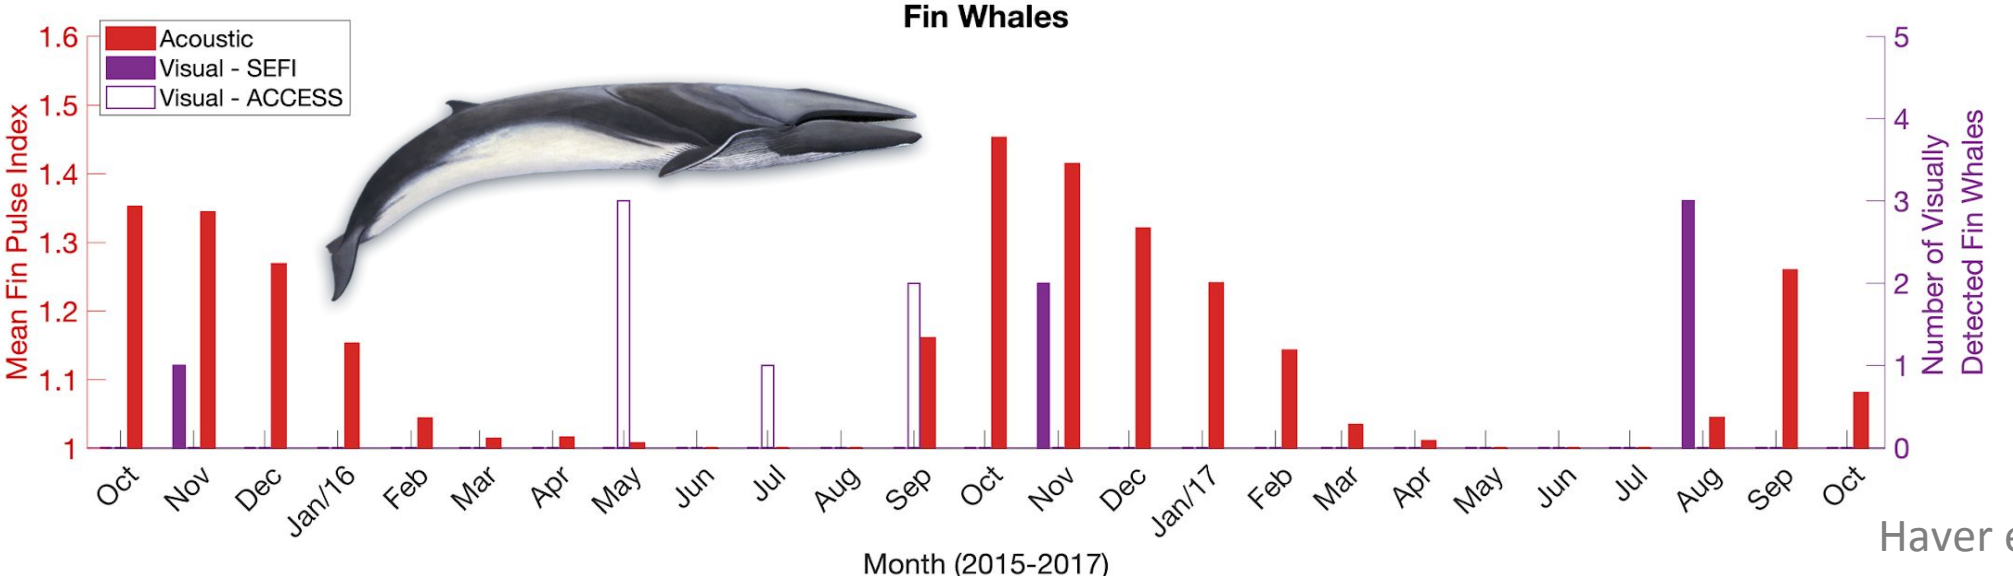 Fin Whales
Acoustic
Visual - SEFI
Visual - ACCESS
Mean Fin Pulse Index
1.6
1.5
1.4
1.3
1.2
1.1
1
5
4
3
2
1
0
Number of Visually
Detected Fin Whales
Oct Nov Dec Jan/16 Feb Mar Apr May Jun Jul Aug Sep Oct Nov Dec Jan/17 Feb Mar Apr May Jun Jul Aug Sep Oct
Month (2015-2017)
Haver